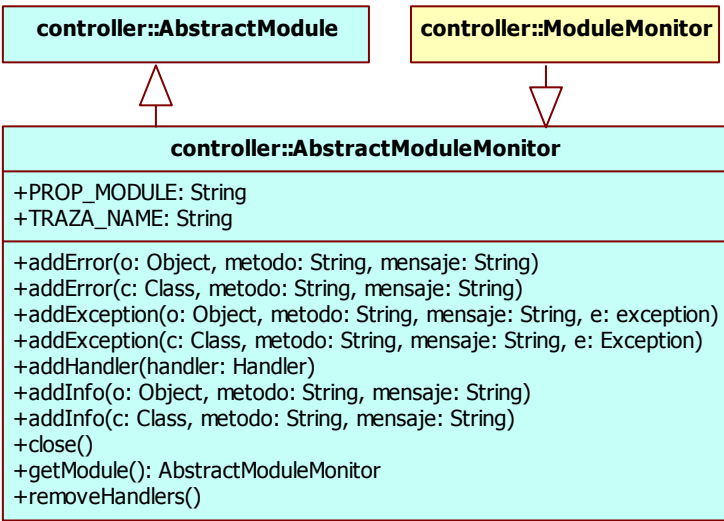 controller::AbstractModule
controller::ModuleMonitor
controller::AbstractModuleMonitor
+PROP_MODULE: String
+TRAZA_NAME: String
+addError(o: Object, metodo: String, mensaje: String)
+addError(c: Class, metodo: String, mensaje: String)
+addException(o: Object, metodo: String, mensaje: String, e: exception)
+addException(c: Class, metodo: String, mensaje: String, e: Exception)
+addHandler(handler: Handler)
+addInfo(o: Object, metodo: String, mensaje: String)
+addInfo(c: Class, metodo: String, mensaje: String)
+close()
+getModule(): AbstractModuleMonitor
+removeHandlers()